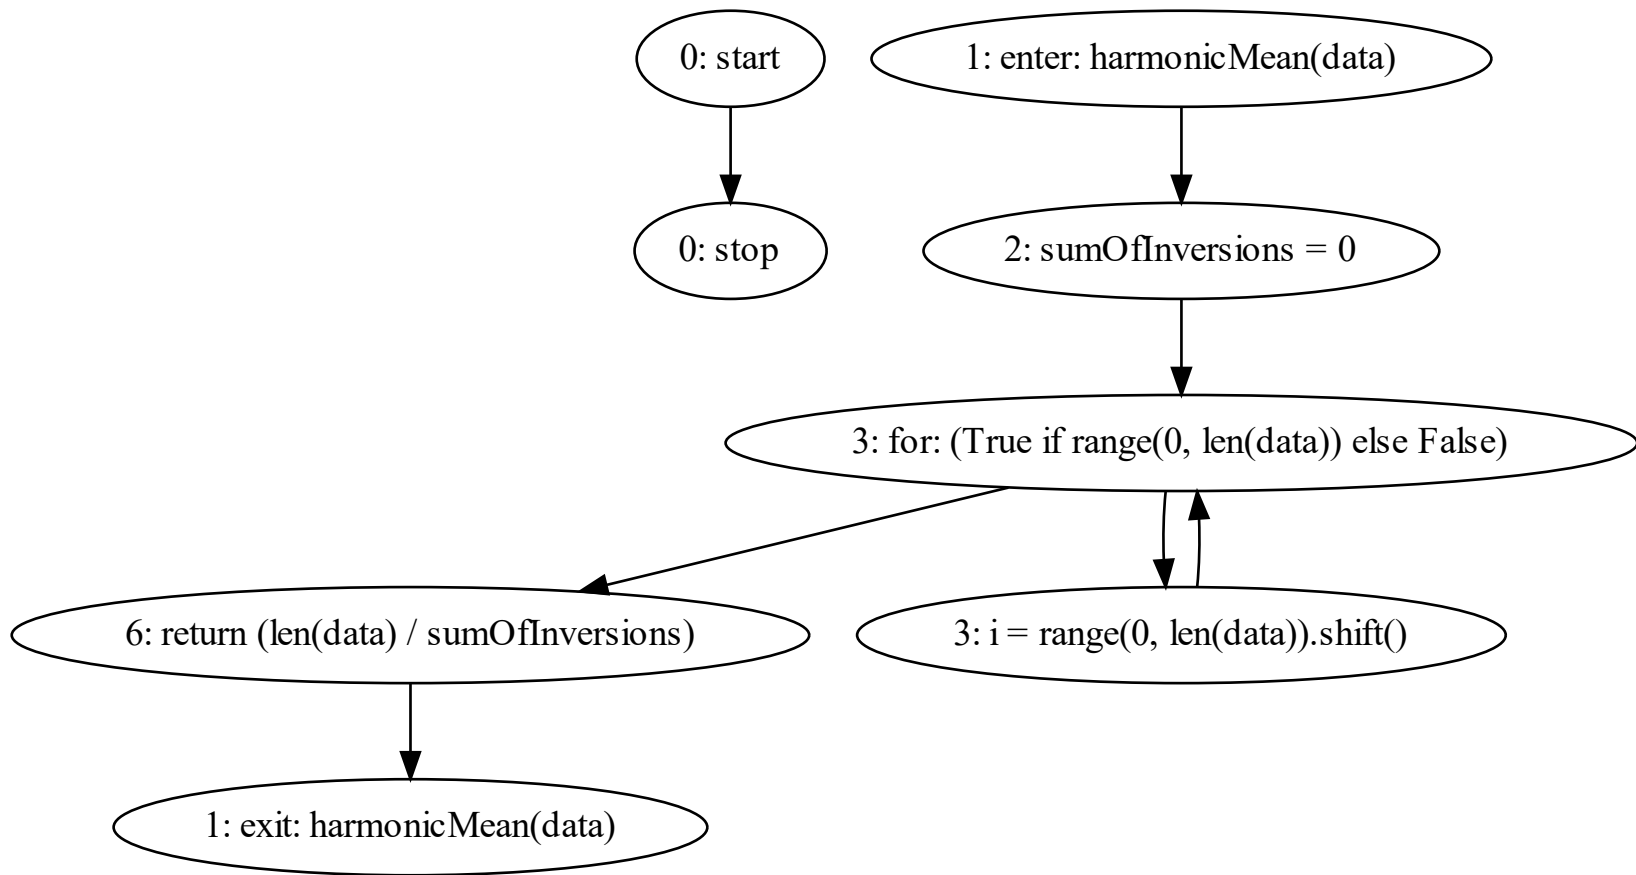 0: start
1: enter: harmonicMean(data)
0: stop
2: sumOfInversions = 0
3: for: (True if range(0, len(data)) else False)
6: return (len(data) / sumOfInversions)
3: i = range(0, len(data)).shift()
1: exit: harmonicMean(data)